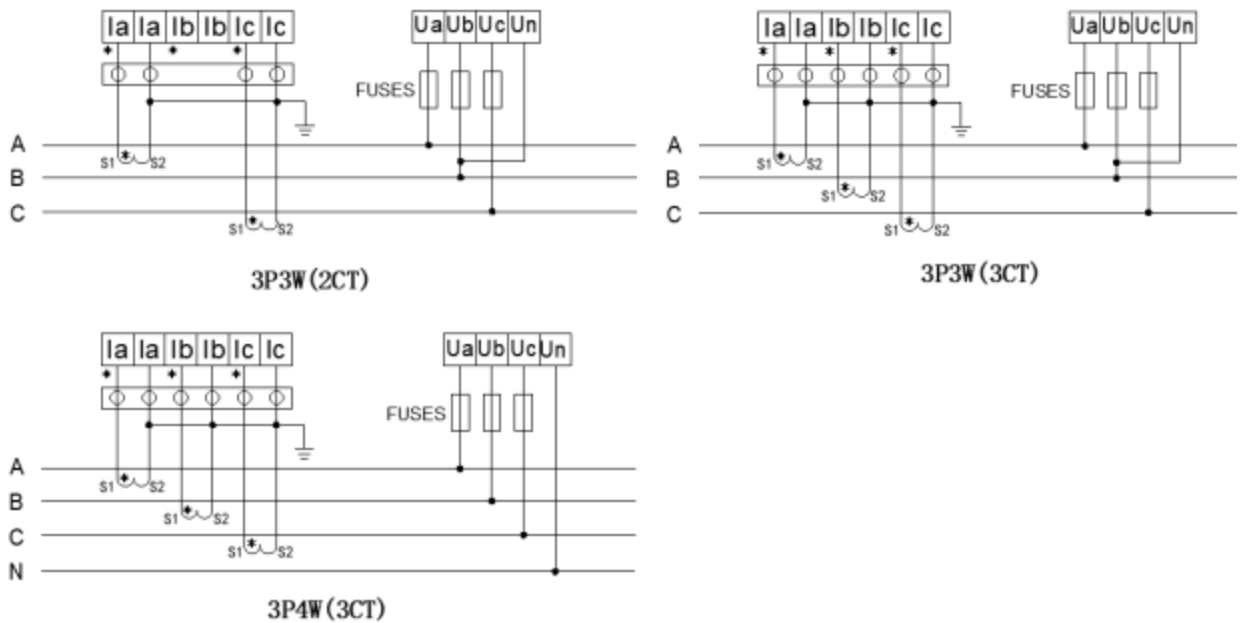 Ia Ia Ib Ib Ic Ic Ua Ub Uc Un
* * *
FUSES
A
S1 * S2
B
C
S1 * S2
3P3W(2CT)
Ia Ia Ib Ib Ic Ic Ua Ub Uc Un
* * *
FUSES
A
S1 * S2
B
S1 * S2
C
S1 * S2
3P3W(3CT)
Ia Ia Ib Ib Ic Ic Ua Ub Uc Un
* * *
FUSES
A
S1 * S2
B
S1 * S2
C
S1 * S2
N
3P4W(3CT)